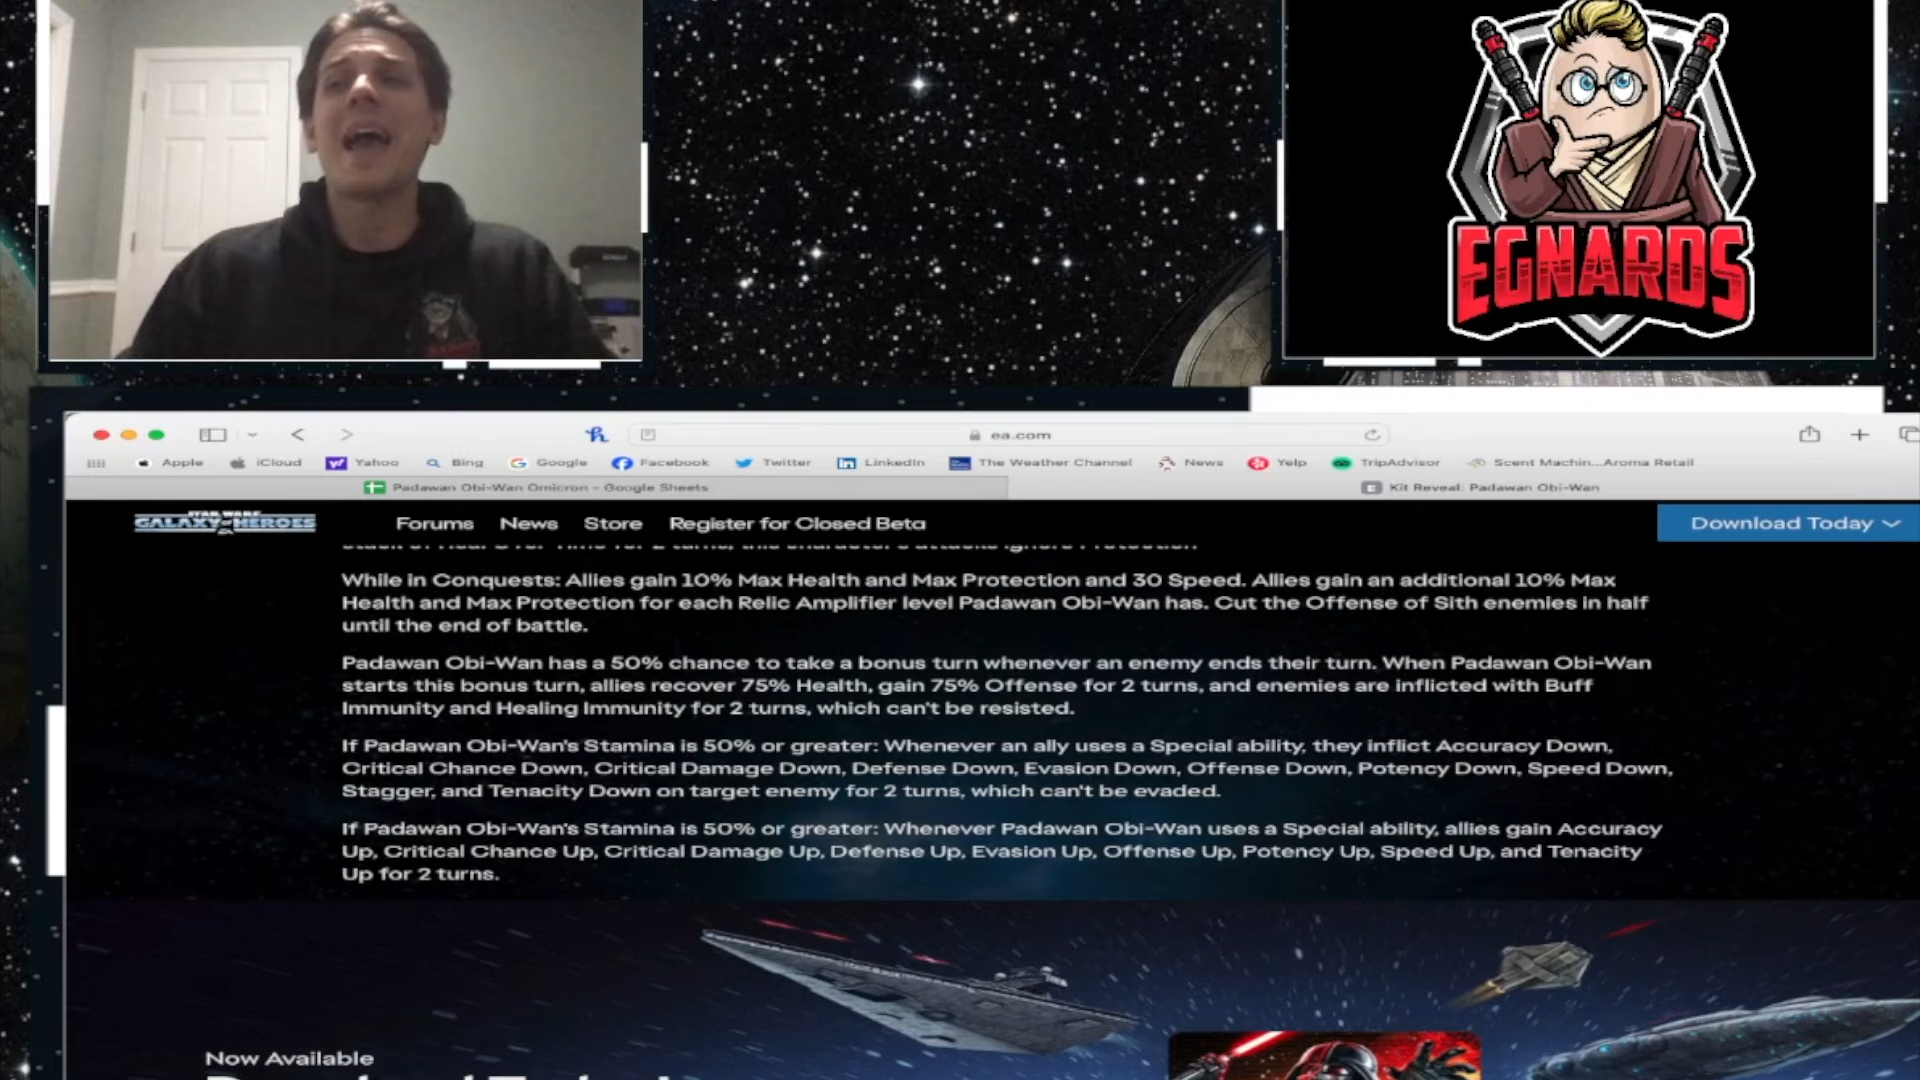 EGNARDS
ea.com
Apple iCloud Yahoo Bing Google Facebook Twitter LinkedIn The Weather Channel News Yelp TripAdvisor Scent Machin...Aroma Retail
Padawan Obi-Wan Omicron - Google Sheets Kit Reveal: Padawan Obi-Wan
STAR WARS
GALAXY OF HEROES Forums News Store Register for Closed Beta Download Today
While in Conquests: Allies gain 10% Max Health and Max Protection and 30 Speed. Allies gain an additional 10% Max
Health and Max Protection for each Relic Amplifier level Padawan Obi-Wan has. Cut the Offense of Sith enemies in half
until the end of battle.
Padawan Obi-Wan has a 50% chance to take a bonus turn whenever an enemy ends their turn. When Padawan Obi-Wan
starts this bonus turn, allies recover 75% Health, gain 75% Offense for 2 turns, and enemies are inflicted with Buff
Immunity and Healing Immunity for 2 turns, which can't be resisted.
If Padawan Obi-Wan's Stamina is 50% or greater: Whenever an ally uses a Special ability, they inflict Accuracy Down,
Critical Chance Down, Critical Damage Down, Defense Down, Evasion Down, Offense Down, Potency Down, Speed Down,
Stagger, and Tenacity Down on target enemy for 2 turns, which can't be evaded.
If Padawan Obi-Wan's Stamina is 50% or greater: Whenever Padawan Obi-Wan uses a Special ability, allies gain Accuracy
Up, Critical Chance Up, Critical Damage Up, Defense Up, Evasion Up, Offense Up, Potency Up, Speed Up, and Tenacity
Up for 2 turns.
Now Available